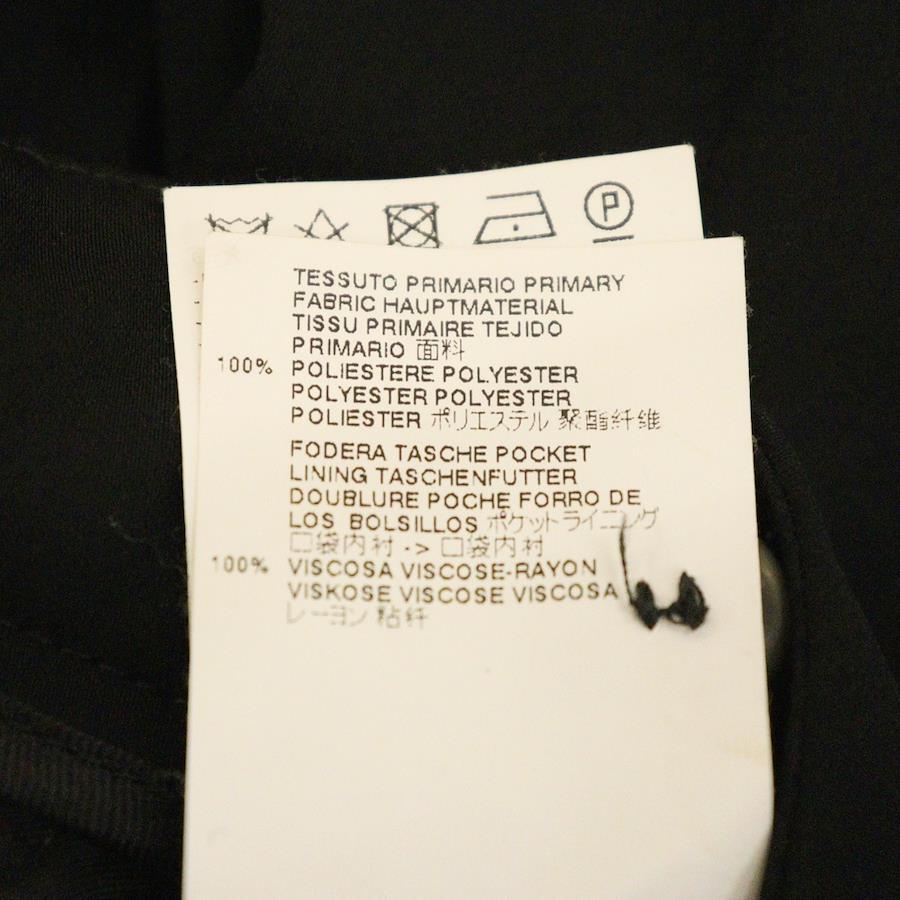 P
TESSUTO PRIMARIO PRIMARY
FABRIC HAUPTMATERIAL
TISSU PRIMAIRE TEJIDO
PRIMARIO 面料
100% POLIESTERE POLYESTER
POLYESTER POLYESTER
POLIESTER ポリエステル 聚酯纤维
FODERA TASCHE POCKET
LINING TASCHENFUTTER
DOUBLURE POCHE FORRO DE
LOS BOLSILLOS ポケットライニング
□袋内衬 -> □袋内衬
100% VISCOSA VISCOSE-RAYON
VISKOSE VISCOSE VISCOSA
レーヨン 粘纤